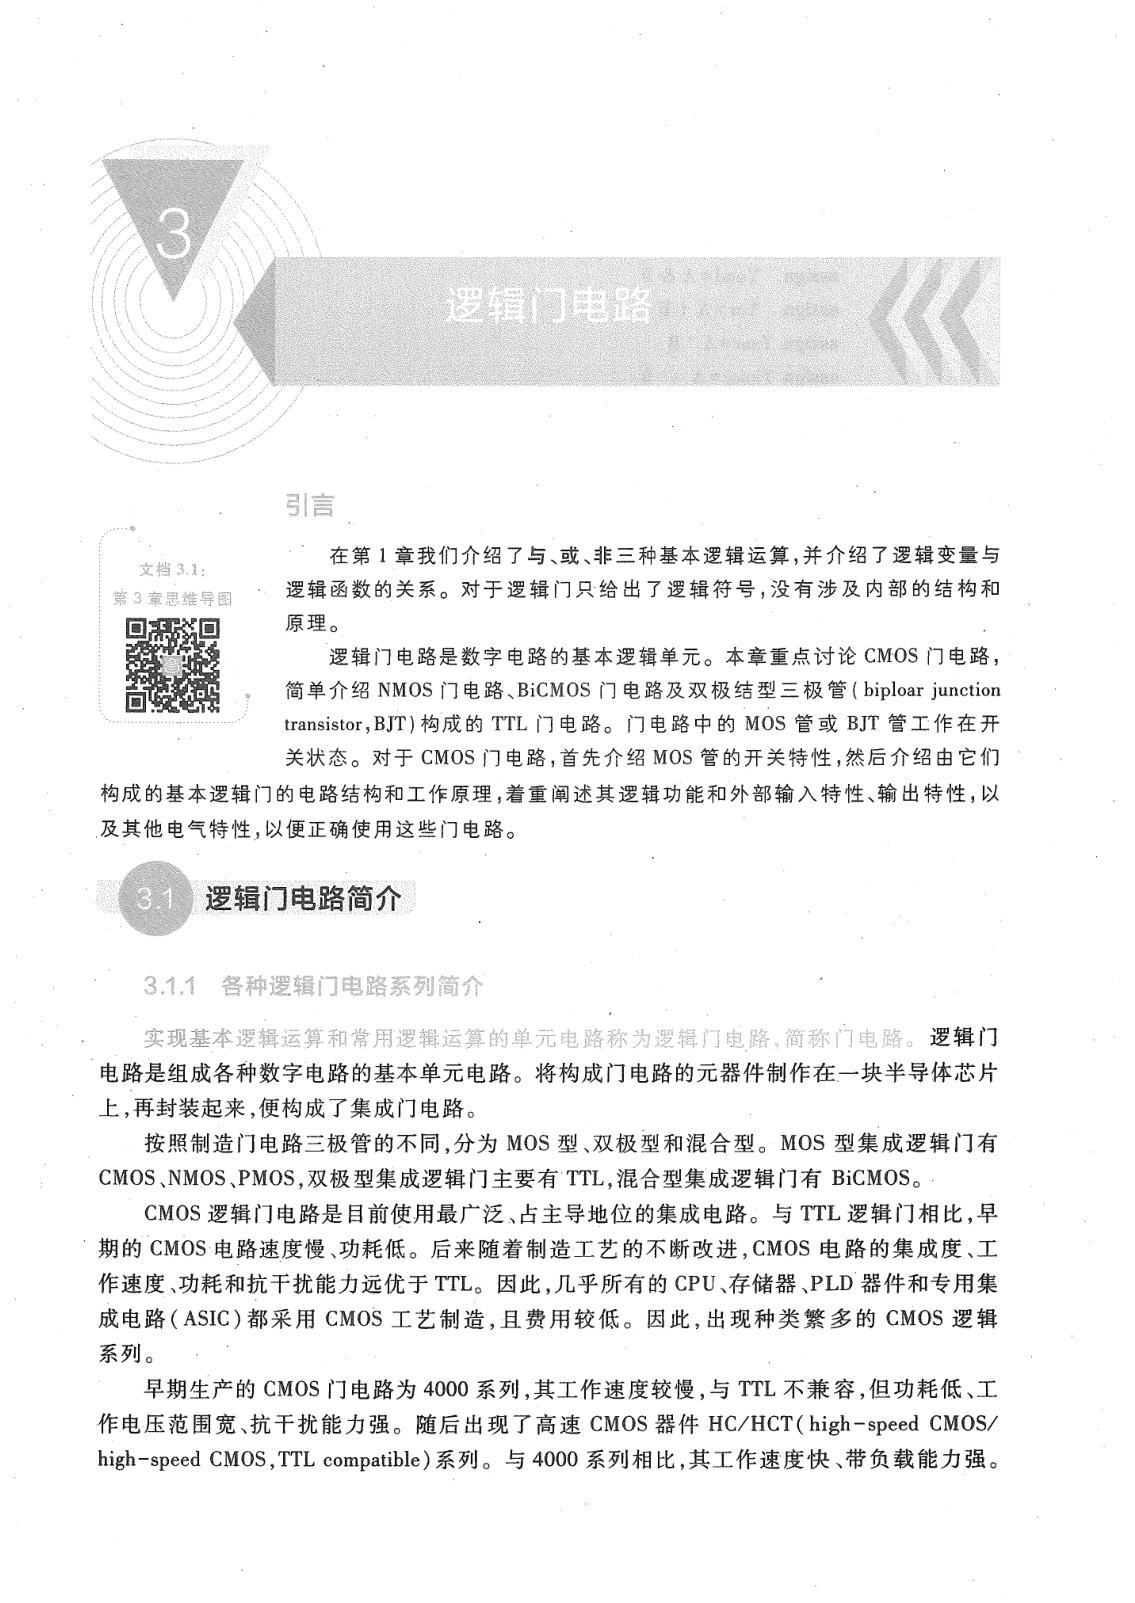 3
逻辑门电路
引言
文档 3.1:
第 3 章思维导图
在第 1 章我们介绍了与、或、非三种基本逻辑运算,并介绍了逻辑变量与
逻辑函数的关系。对于逻辑门只给出了逻辑符号,没有涉及内部的结构和
原理。
逻辑门电路是数字电路的基本逻辑单元。本章重点讨论 CMOS 门电路,
简单介绍 NMOS 门电路、BiCMOS 门电路及双极结型三极管(biploar junction
transistor,BJT)构成的 TTL 门电路。门电路中的 MOS 管或 BJT 管工作在开
关状态。对于 CMOS 门电路,首先介绍 MOS 管的开关特性,然后介绍由它们
构成的基本逻辑门的电路结构和工作原理,着重阐述其逻辑功能和外部输入特性、输出特性,以
及其他电气特性,以便正确使用这些门电路。
3.1 逻辑门电路简介
3.1.1 各种逻辑门电路系列简介
实现基本逻辑运算和常用逻辑运算的单元电路称为逻辑门电路,简称门电路。逻辑门
电路是组成各种数字电路的基本单元电路。将构成门电路的元器件制作在一块半导体芯片
上,再封装起来,便构成了集成门电路。
按照制造门电路三极管的不同,分为 MOS 型、双极型和混合型。MOS 型集成逻辑门有
CMOS、NMOS、PMOS,双极型集成逻辑门主要有 TTL,混合型集成逻辑门有 BiCMOS。
CMOS 逻辑门电路是目前使用最广泛、占主导地位的集成电路。与 TTL 逻辑门相比,早
期的 CMOS 电路速度慢、功耗低。后来随着制造工艺的不断改进,CMOS 电路的集成度、工
作速度、功耗和抗干扰能力远优于 TTL。因此,几乎所有的 CPU、存储器、PLD 器件和专用集
成电路(ASIC)都采用 CMOS 工艺制造,且费用较低。因此,出现种类繁多的 CMOS 逻辑
系列。
早期生产的 CMOS 门电路为 4000 系列,其工作速度较慢,与 TTL 不兼容,但功耗低、工
作电压范围宽、抗干扰能力强。随后出现了高速 CMOS 器件 HC/HCT(high-speed CMOS/
high-speed CMOS,TTL compatible)系列。与 4000 系列相比,其工作速度快、带负载能力强。